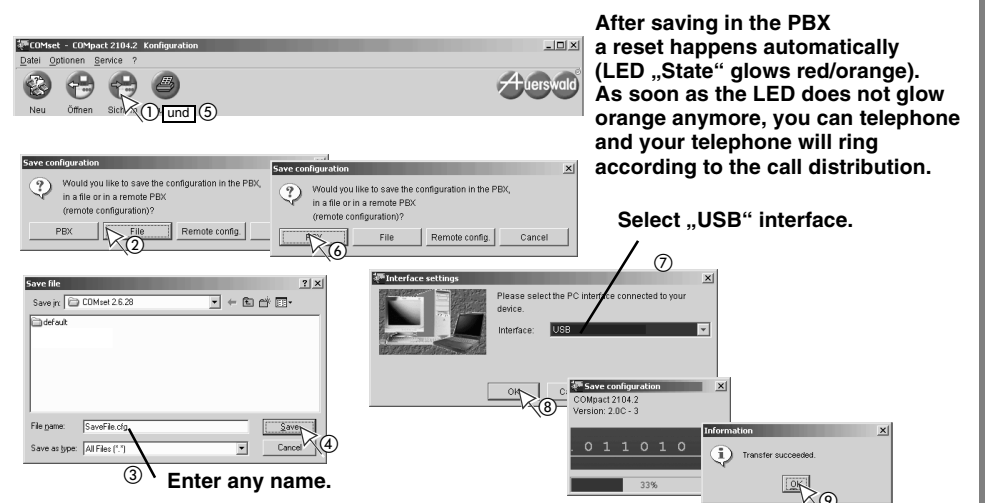 COMset - COMpact 2104.2 Konfiguration
Datei Optionen Service ?
Neu Öffnen
① und ⑤
Auerswald
After saving in the PBX
a reset happens automatically
(LED „State“ glows red/orange).
As soon as the LED does not glow
orange anymore, you can telephone
and your telephone will ring
according to the call distribution.
Save configuration
Would you like to save the configuration in the PBX,
in a file or in a remote PBX
(remote configuration)?
PBX File Remote config.
②
Save configuration
Would you like to save the configuration in the PBX,
in a file or in a remote PBX
(remote configuration)?
PBX File Remote config. Cancel
⑥
Select „USB“ interface.
⑦
Save file
Save in: COMset 2.6.28
default
File name: SaveFile.cfg Save
Save as type: All Files (*.*) Cancel
④
③ Enter any name.
Interface settings
Please select the PC interface connected to your
device.
Interface: USB
OK
⑧
Save configuration
COMpact 2104.2
Version: 2.0C - 3
0 1 1 0 1 0
33%
Information
Transfer succeeded.
OK
⑨